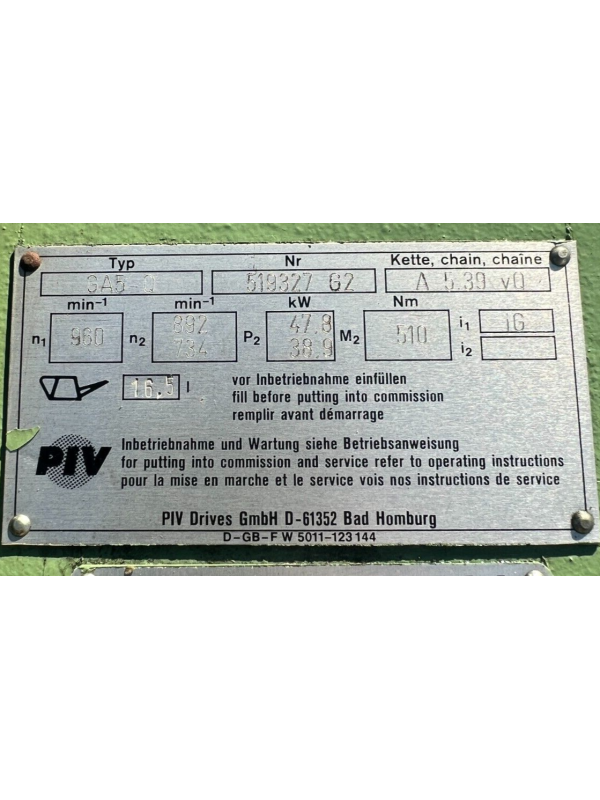 Typ Nr Kette, chain, chaîne
519327 G2 A 5.39 vQ
min⁻¹ min⁻¹ kW Nm
n₁ 960 n₂ 892 734 P₂ 47.8 38.9 M₂ 510 i₁ i₂
16,5 l
vor Inbetriebnahme einfüllen
fill before putting into commission
remplir avant démarrage
PIV
Inbetriebnahme und Wartung siehe Betriebsanweisung
for putting into commission and service refer to operating instructions
pour la mise en marche et le service vois nos instructions de service
PIV Drives GmbH D-61352 Bad Homburg
D-GB-F W 5011-123 144